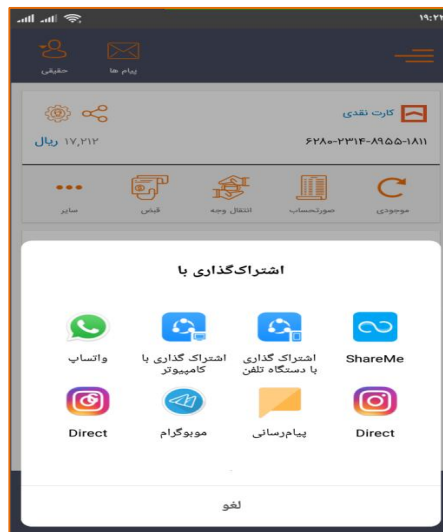 ۱۹:۲۲
پیام ها
حقیقی
کارت نقدی
۶۲۸۰-۲۳۱۴-۸۹۵۵-۱۸۱۱
۱۷,۲۱۲ ریال
موجودی
صورتحساب
انتقال وجه
قبض
سایر
اشتراک‌گذاری با
ShareMe
اشتراک گذاری
با دستگاه تلفن
اشتراک گذاری با
کامپیوتر
واتساپ
Direct
پیام‌رسانی
موبوگرام
Direct
لغو